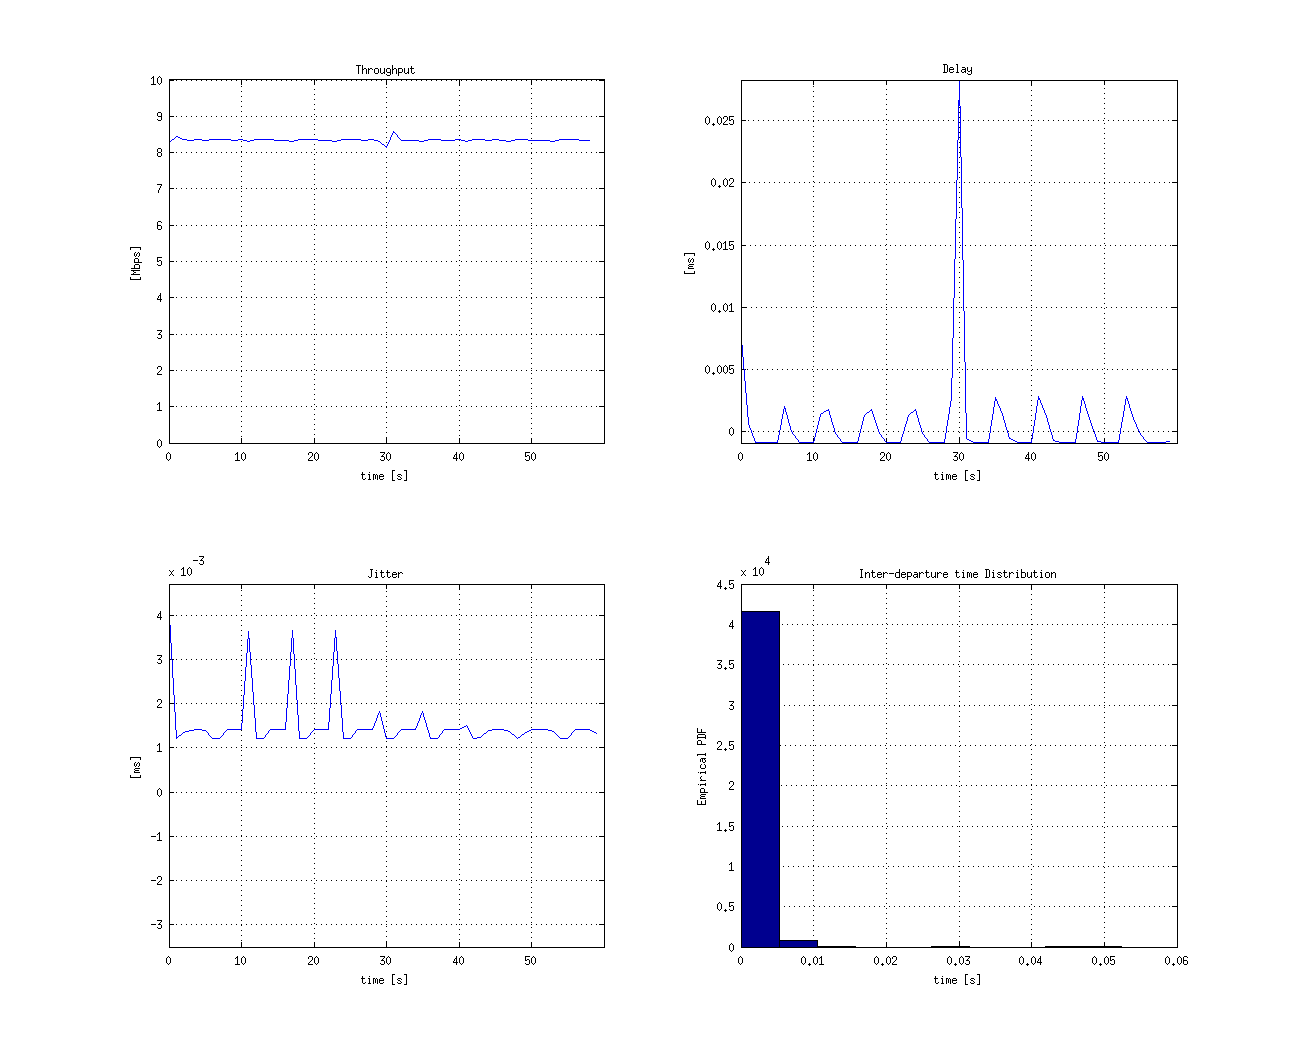 Throughput
10
9
8
7
6
5
4
3
2
1
0
[Mbps]
0 10 20 30 40 50
time [s]
Delay
0.025
0.02
0.015
0.01
0.005
0
[ms]
0 10 20 30 40 50
time [s]
x 10^-3
Jitter
4
3
2
1
0
-1
-2
-3
[ms]
0 10 20 30 40 50
time [s]
x 10^4
Inter-departure time Distribution
4.5
4
3.5
3
2.5
2
1.5
1
0.5
0
Empirical PDF
0 0.01 0.02 0.03 0.04 0.05 0.06
time [s]